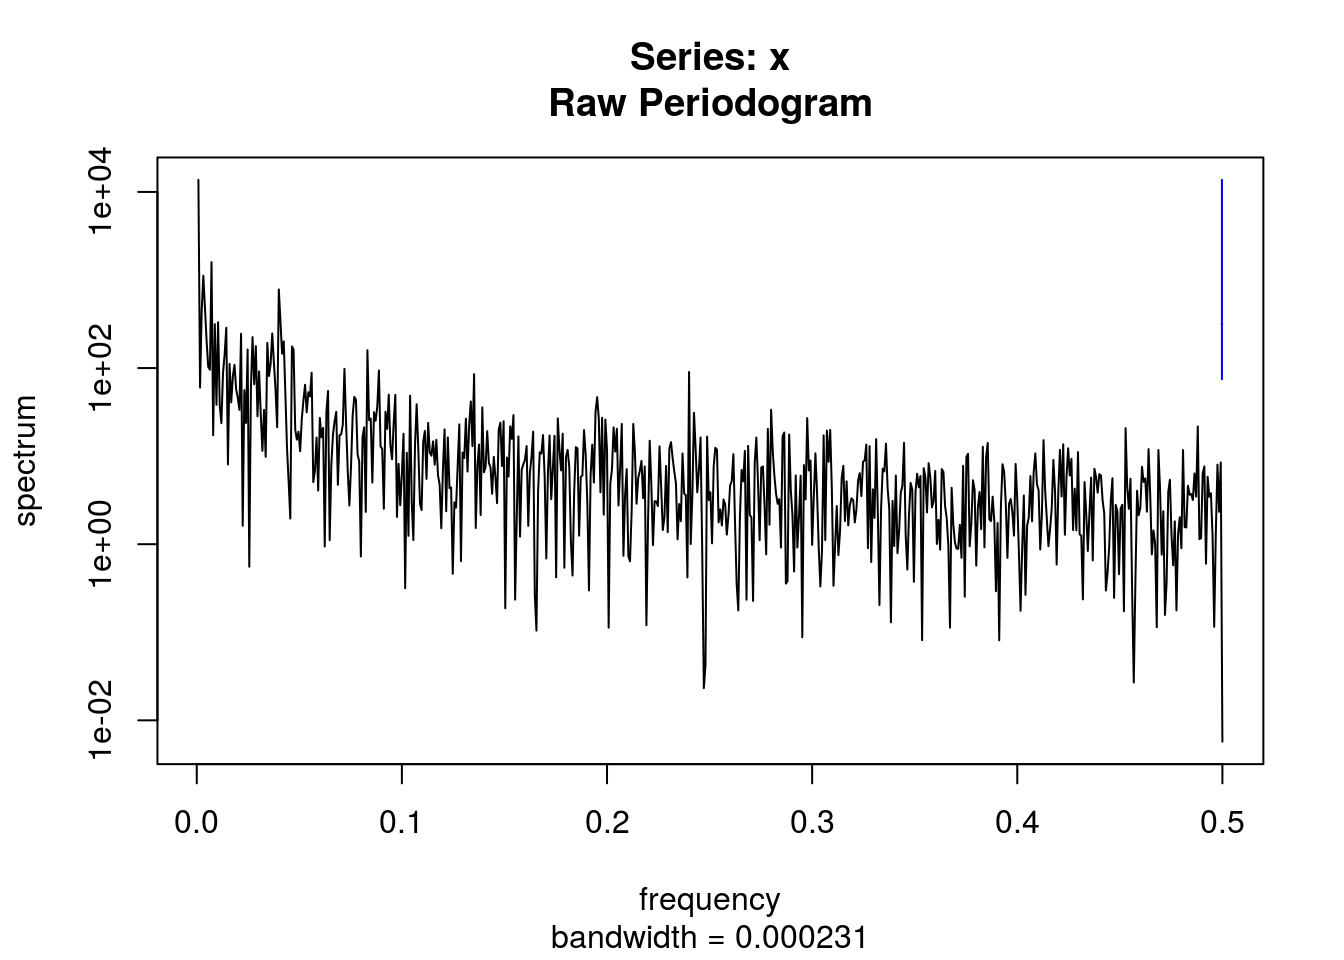 Series: x
Raw Periodogram
spectrum
1e+04
1e+02
1e+00
1e-02
0.0 0.1 0.2 0.3 0.4 0.5
frequency
bandwidth = 0.000231